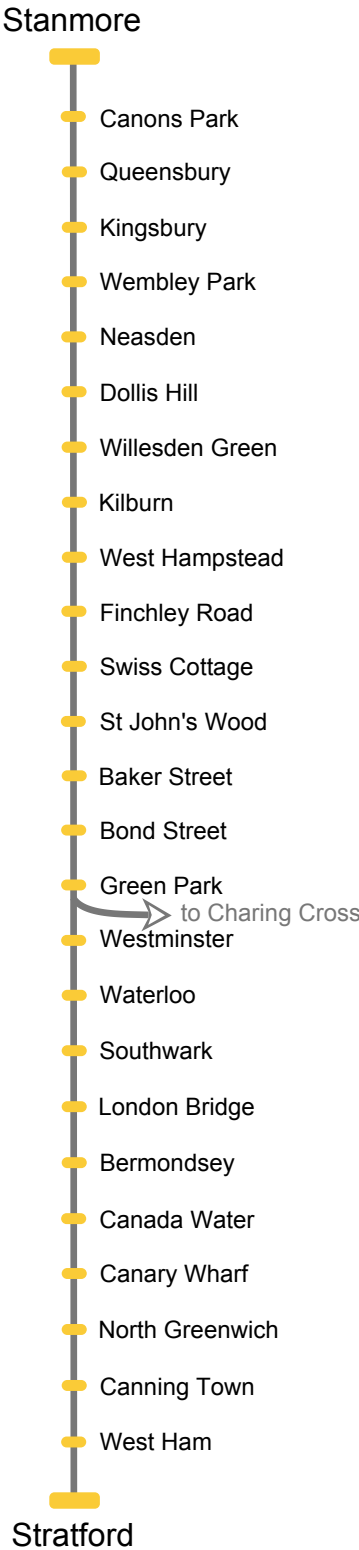 Stanmore
Canons Park
Queensbury
Kingsbury
Wembley Park
Neasden
Dollis Hill
Willesden Green
Kilburn
West Hampstead
Finchley Road
Swiss Cottage
St John's Wood
Baker Street
Bond Street
Green Park
to Charing Cross
Westminster
Waterloo
Southwark
London Bridge
Bermondsey
Canada Water
Canary Wharf
North Greenwich
Canning Town
West Ham
Stratford